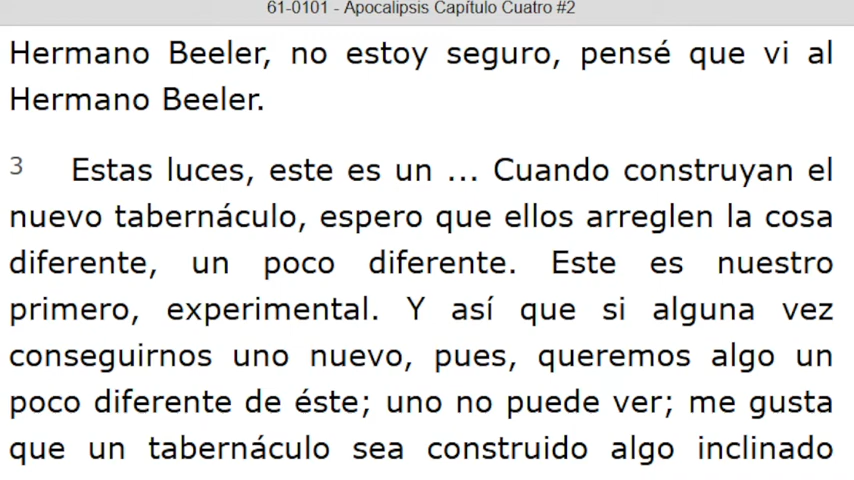 61-0101 - Apocalipsis Capítulo Cuatro #2
Hermano Beeler, no estoy seguro, pensé que vi al
Hermano Beeler.
3 Estas luces, este es un ... Cuando construyan el
nuevo tabernáculo, espero que ellos arreglen la cosa
diferente, un poco diferente. Este es nuestro
primero, experimental. Y así que si alguna vez
conseguirnos uno nuevo, pues, queremos algo un
poco diferente de éste; uno no puede ver; me gusta
que un tabernáculo sea construido algo inclinado